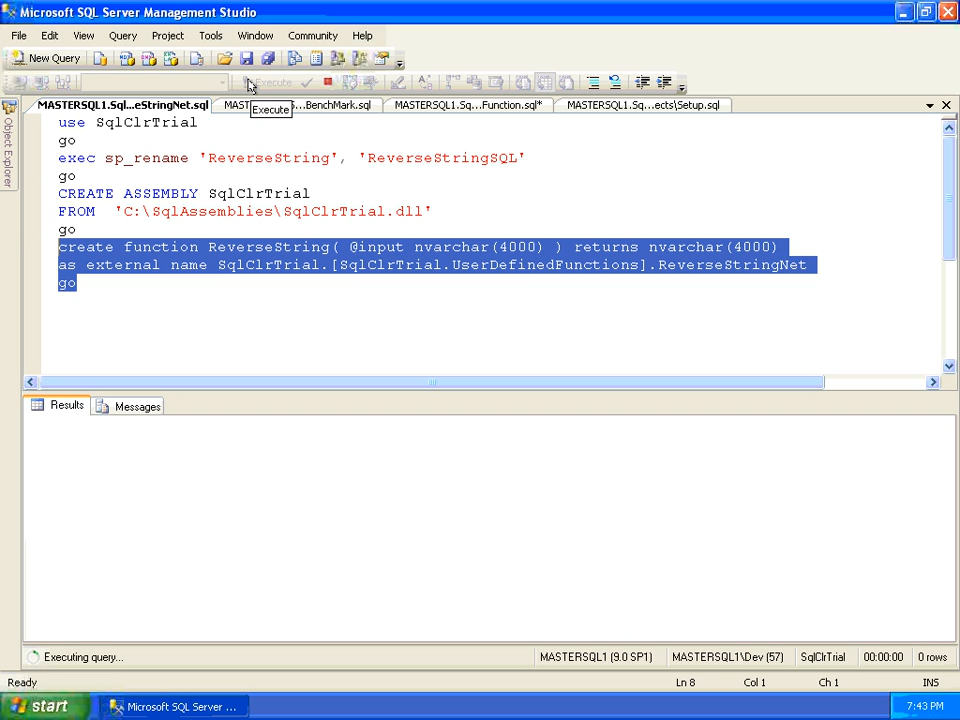 Microsoft SQL Server Management Studio
File Edit View Query Project Tools Window Community Help
New Query
Execute
MASTERSQL1.Sql...eStringNet.sql MAST S...BenchMark.sql MASTERSQL1.Sq...Function.sql* MASTERSQL1.Sq...ects\Setup.sql
Execute
Object Explorer
use SqlClrTrial
go
exec sp_rename 'ReverseString', 'ReverseStringSQL'
go
CREATE ASSEMBLY SqlClrTrial
FROM 'C:\SqlAssemblies\SqlClrTrial.dll'
go
create function ReverseString( @input nvarchar(4000) ) returns nvarchar(4000)
as external name SqlClrTrial.[SqlClrTrial.UserDefinedFunctions].ReverseStringNet
go
Results Messages
Executing query... MASTERSQL1 (9.0 SP1) MASTERSQL1\Dev (57) SqlClrTrial 00:00:00 0 rows
Ready Ln 8 Col 1 Ch 1 INS
start Microsoft SQL Server ... 7:43 PM